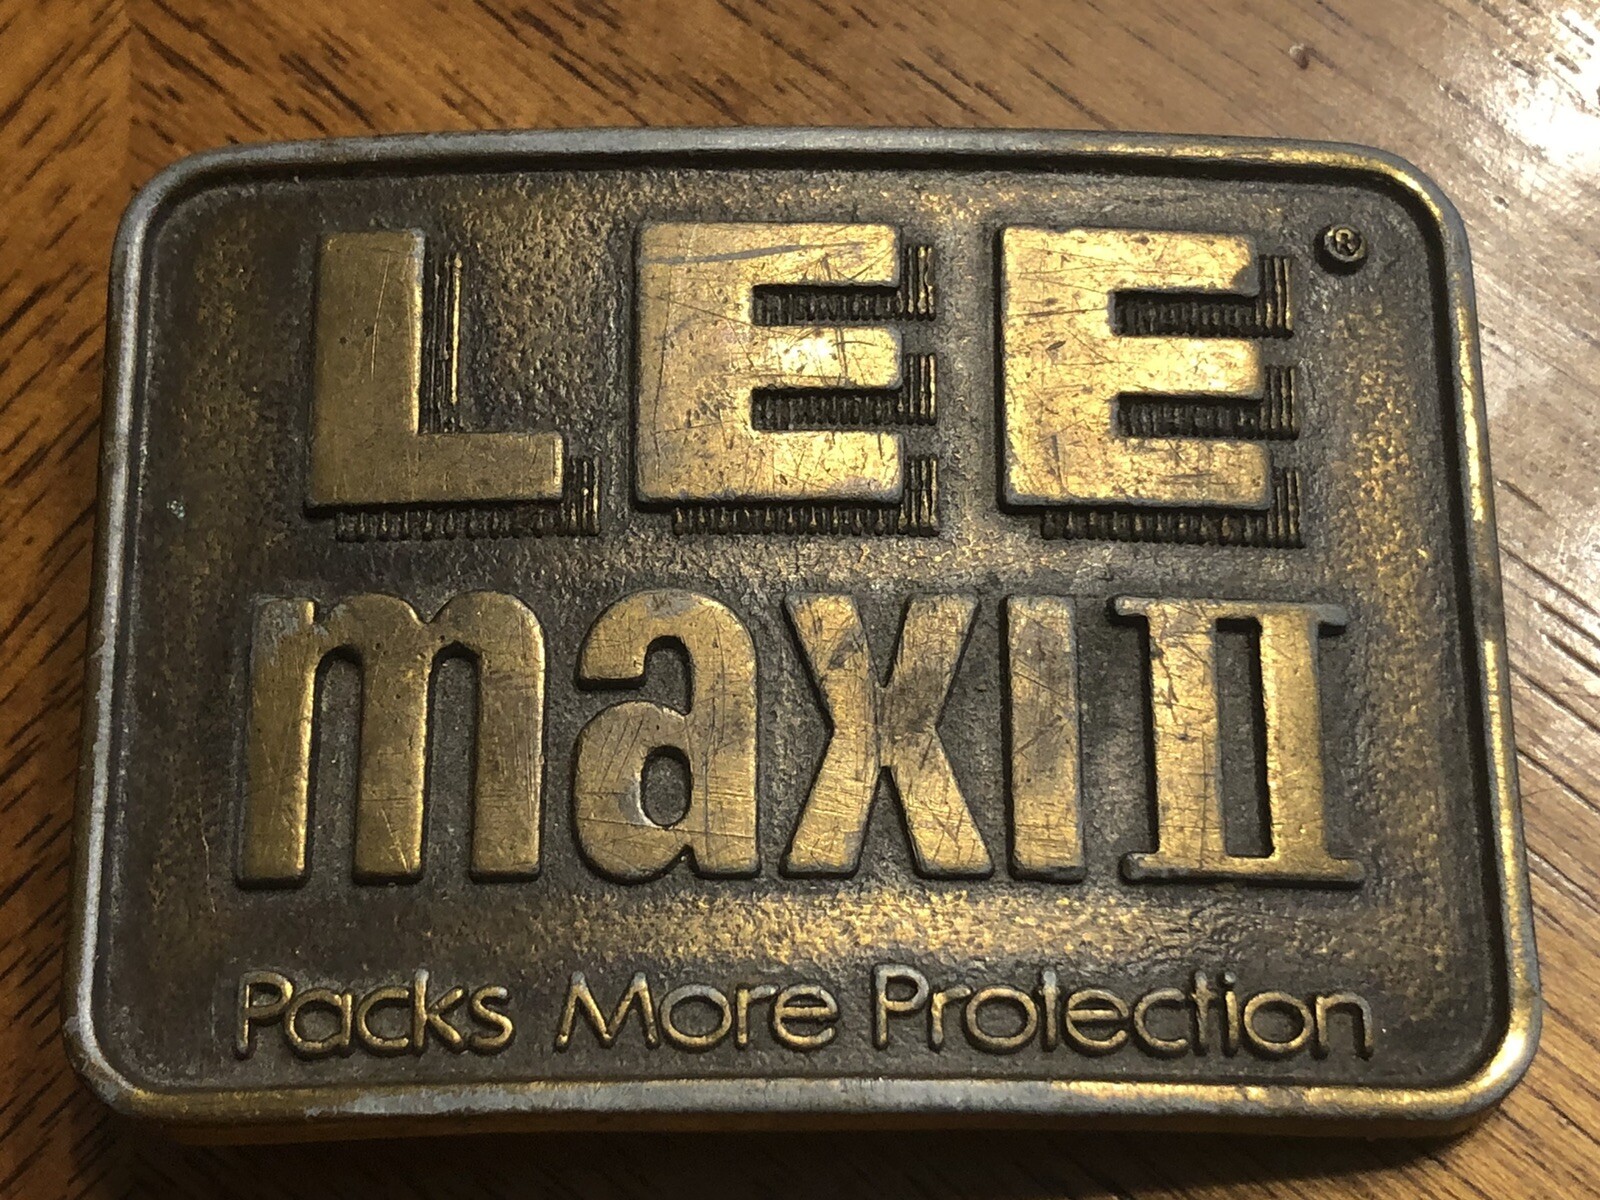 LEE®
maxi II
Packs More Protection